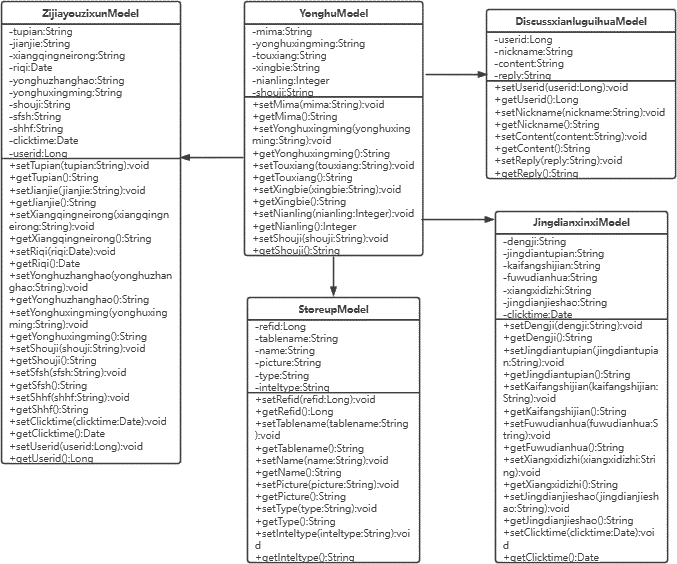 ZijiayouzixunModel
-tupian:String
-jianjie:String
-xiangqingneirong:String
-riqi:Date
-yonghuzhanghao:String
-yonghuxingming:String
-shouji:String
-sfsh:String
-shhf:String
-clicktime:Date
-userid:Long
+setTupian(tupian:String):void
+getTupian():String
+setJianjie(jianjie:String):void
+getJianjie():String
+setXiangqingneirong(xiangqingn
eirong:String):void
+getXiangqingneirong():String
+setRiqi(riqi:Date):void
+getRiqi():Date
+setYonghuzhanghao(yonghuzhan
ghao:String):void
+getYonghuzhanghao():String
+setYonghuxingming(yonghuxing
ming:String):void
+getYonghuxingming():String
+setShouji(shouji:String):void
+getShouji():String
+setSfsh(sfsh:String):void
+getSfsh():String
+setShhf(shhf:String):void
+getShhf():String
+setClicktime(clicktime:Date):void
+getClicktime():Date
+setUserid(userid:Long):void
+getUserid():Long
YonghuModel
-mima:String
-yonghuxingming:String
-touxiang:String
-xingbie:String
-nianling:Integer
-shouji:String
+setMima(mima:String):void
+getMima():String
+setYonghuxingming(yonghuxing
ming:String):void
+getYonghuxingming():String
+setTouxiang(touxiang:String):void
+getTouxiang():String
+setXingbie(xingbie:String):void
+getXingbie():String
+setNianling(nianling:Integer):void
+getNianling():Integer
+setShouji(shouji:String):void
+getShouji():String
StoreupModel
-refid:Long
-tablename:String
-name:String
-picture:String
-type:String
-inteltype:String
+setRefid(refid:Long):void
+getRefid():Long
+setTablename(tablename:String
):void
+getTablename():String
+setName(name:String):void
+getName():String
+setPicture(picture:String):void
+getPicture():String
+setType(type:String):void
+getType():String
+setInteltype(inteltype:String):voi
d
+getInteltype():String
DiscussxianluguihuaModel
-userid:Long
-nickname:String
-content:String
-reply:String
+setUserid(userid:Long):void
+getUserid():Long
+setNickname(nickname:String):void
+getNickname():String
+setContent(content:String):void
+getContent():String
+setReply(reply:String):void
+getReply():String
JingdianxinxiModel
-dengji:String
-jingdiantupian:String
-kaifangshijian:String
-fuwudianhua:String
-xiangxidizhi:String
-jingdianjieshao:String
-clicktime:Date
+setDengji(dengji:String):void
+getDengji():String
+setJingdiantupian(jingdiantupia
n:String):void
+getJingdiantupian():String
+setKaifangshijian(kaifangshijian:
String):void
+getKaifangshijian():String
+setFuwudianhua(fuwudianhua:S
tring):void
+getFuwudianhua():String
+setXiangxidizhi(xiangxidizhi:Stri
ng):void
+getXiangxidizhi():String
+setJingdianjieshao(jingdianjiesh
ao:String):void
+getJingdianjieshao():String
+setClicktime(clicktime:Date):voi
d
+getClicktime():Date